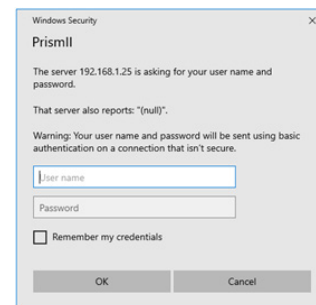 Windows Security
PrismII
The server 192.168.1.25 is asking for your user name and
password.
That server also reports: "(null)".
Warning: Your user name and password will be sent using basic
authentication on a connection that isn't secure.
User name
Password
Remember my credentials
OK
Cancel